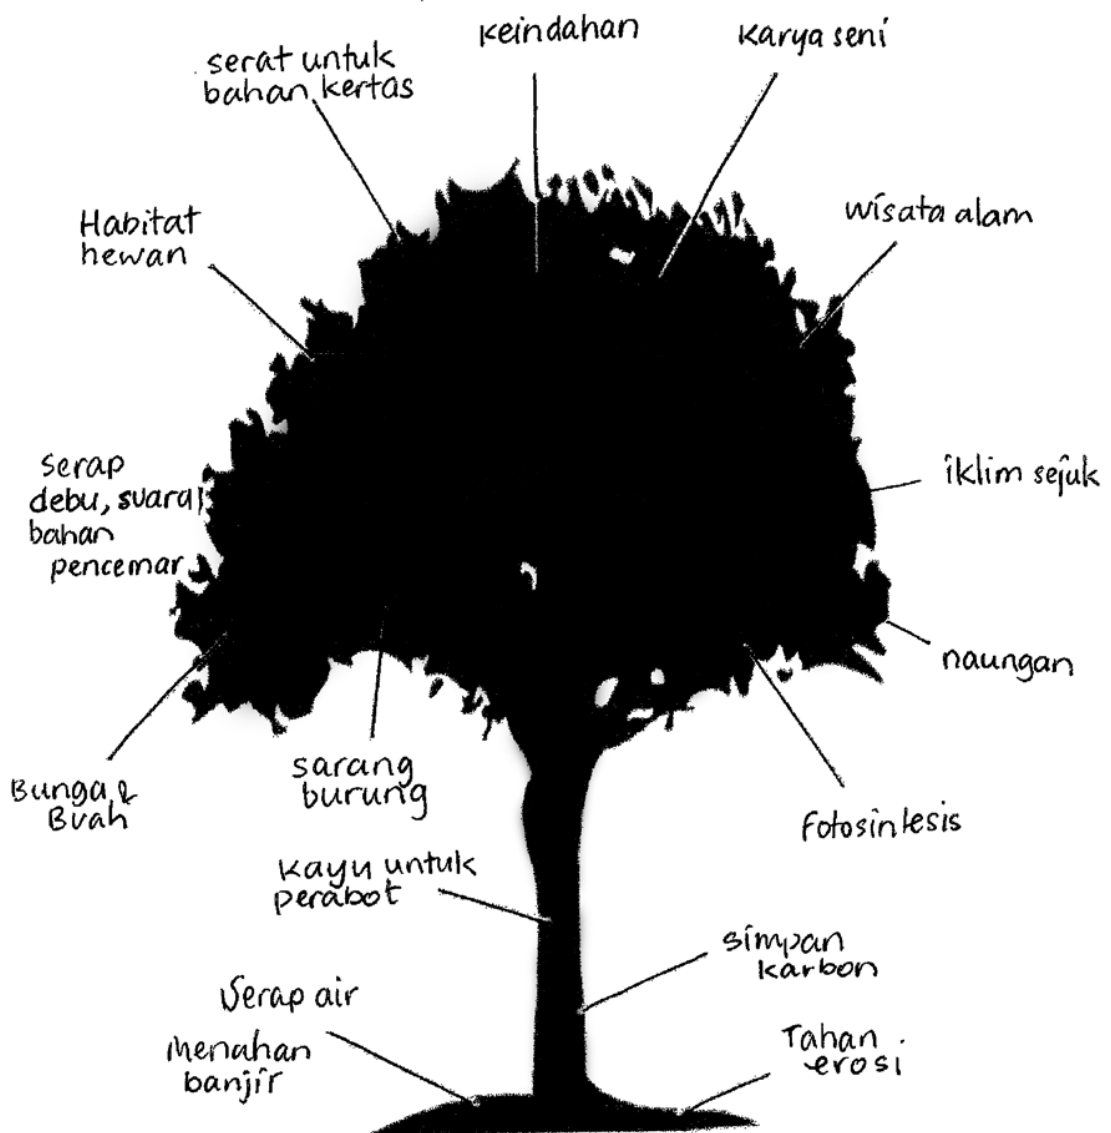 keindahan
karya seni
serat untuk
bahan kertas
Habitat
hewan
wisata alam
serap
debu, suara,
bahan
pencemar
iklim sejuk
naungan
Bunga &
Buah
sarang
burung
fotosintesis
kayu untuk
perabot
simpan
karbon
Serap air
Menahan
banjir
Tahan
erosi